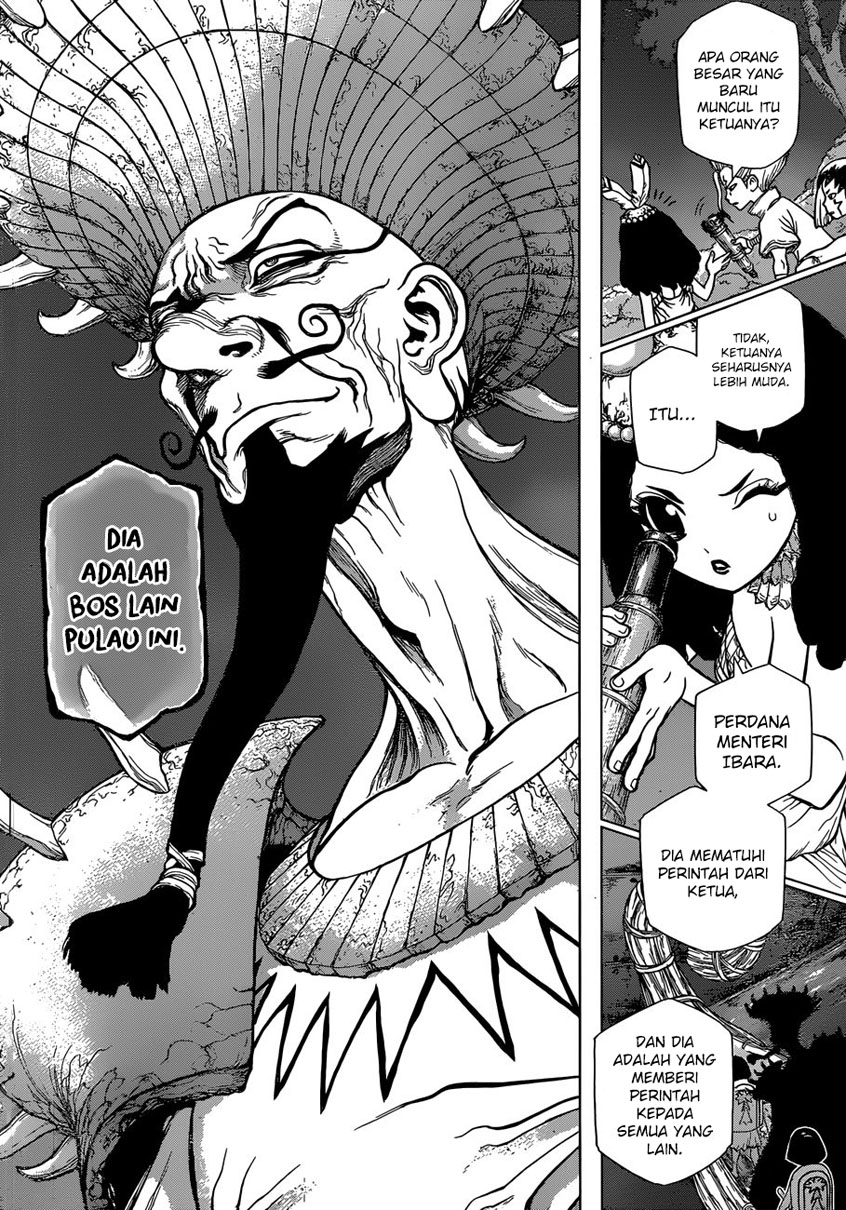 APA ORANG
BESAR YANG
BARU
MUNCUL ITU
KETUANYA?
TIDAK,
KETUANYA
SEHARUSNYA
LEBIH MUDA.
ITU...
PERDANA
MENTERI
IBARA.
DIA MEMATUHI
PERINTAH DARI
KETUA,
DAN DIA
ADALAH YANG
MEMBERI
PERINTAH
KEPADA
SEMUA YANG
LAIN.
DIA
ADALAH
BOS LAIN
PULAU INI.